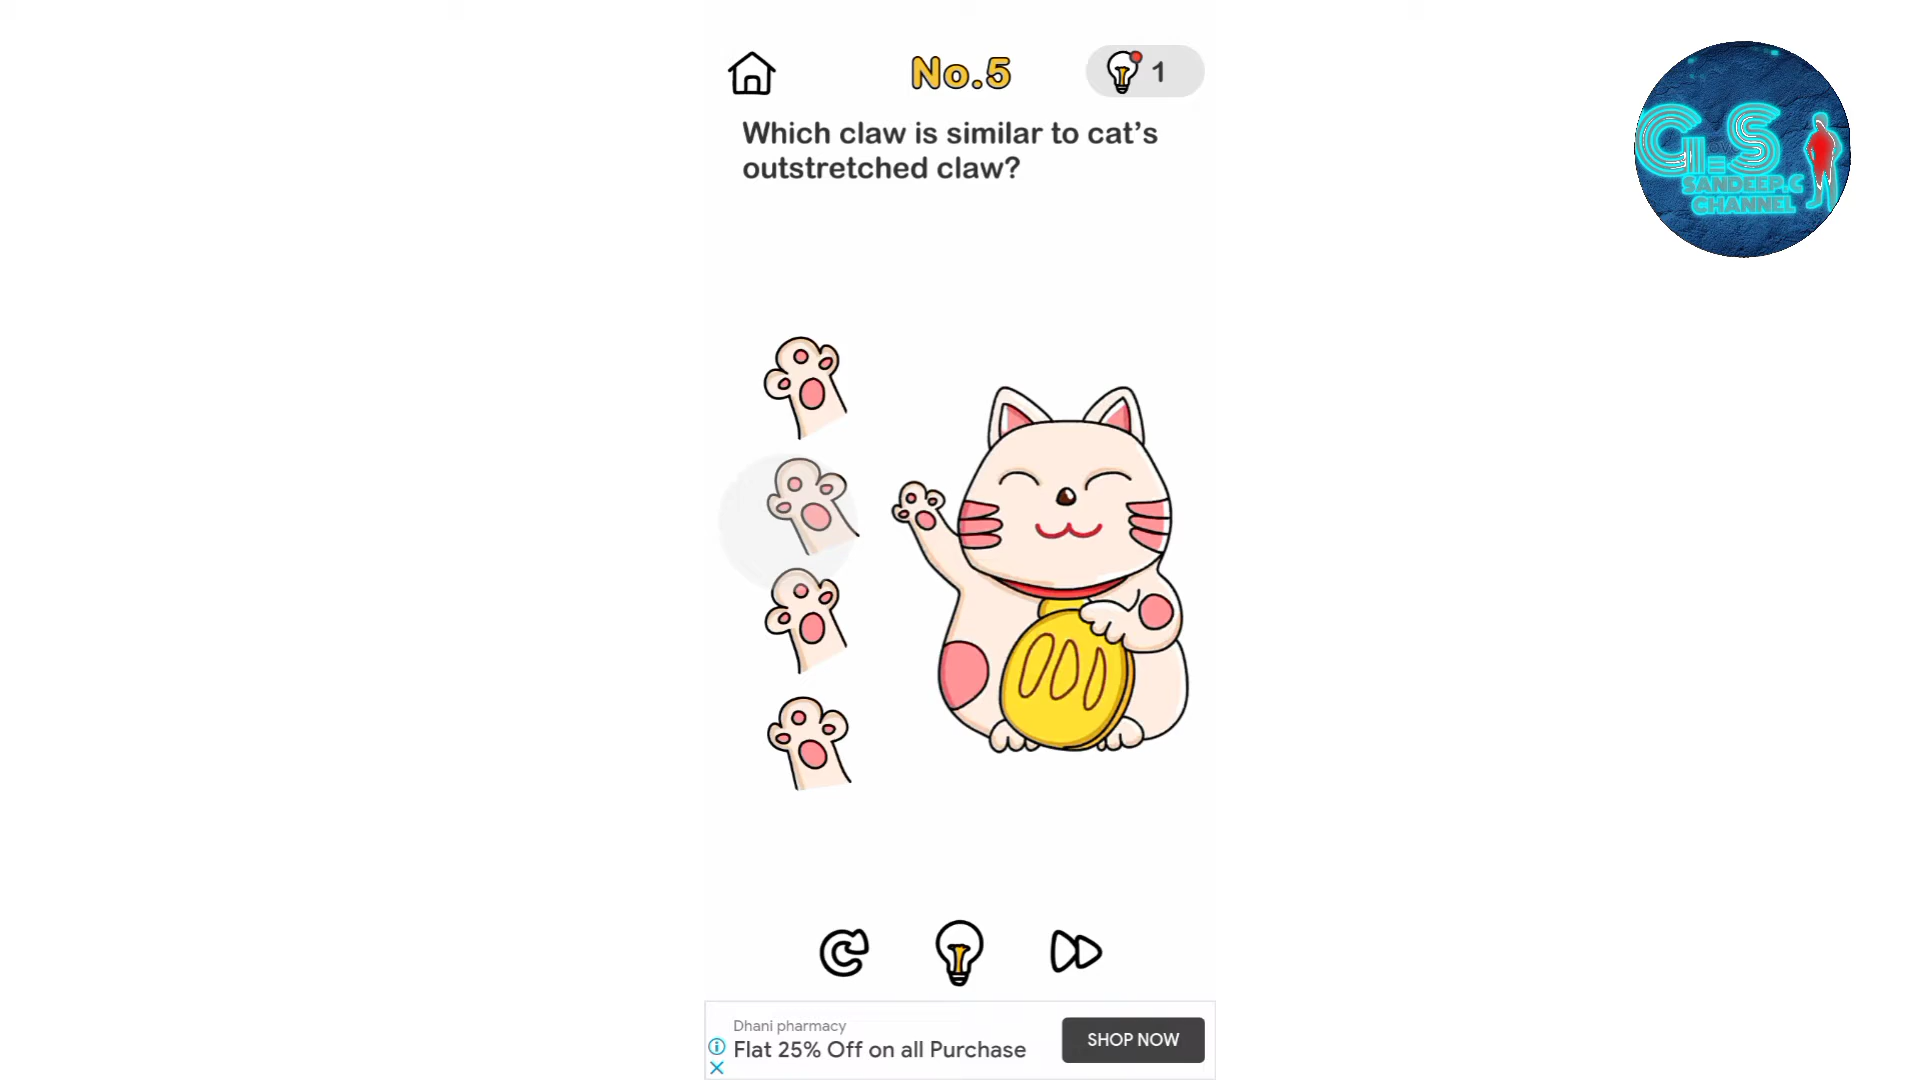 No.5
1
Which claw is similar to cat’s
outstretched claw?
G.S
SANDEEP.C
CHANNEL
Dhani pharmacy
Flat 25% Off on all Purchase
SHOP NOW